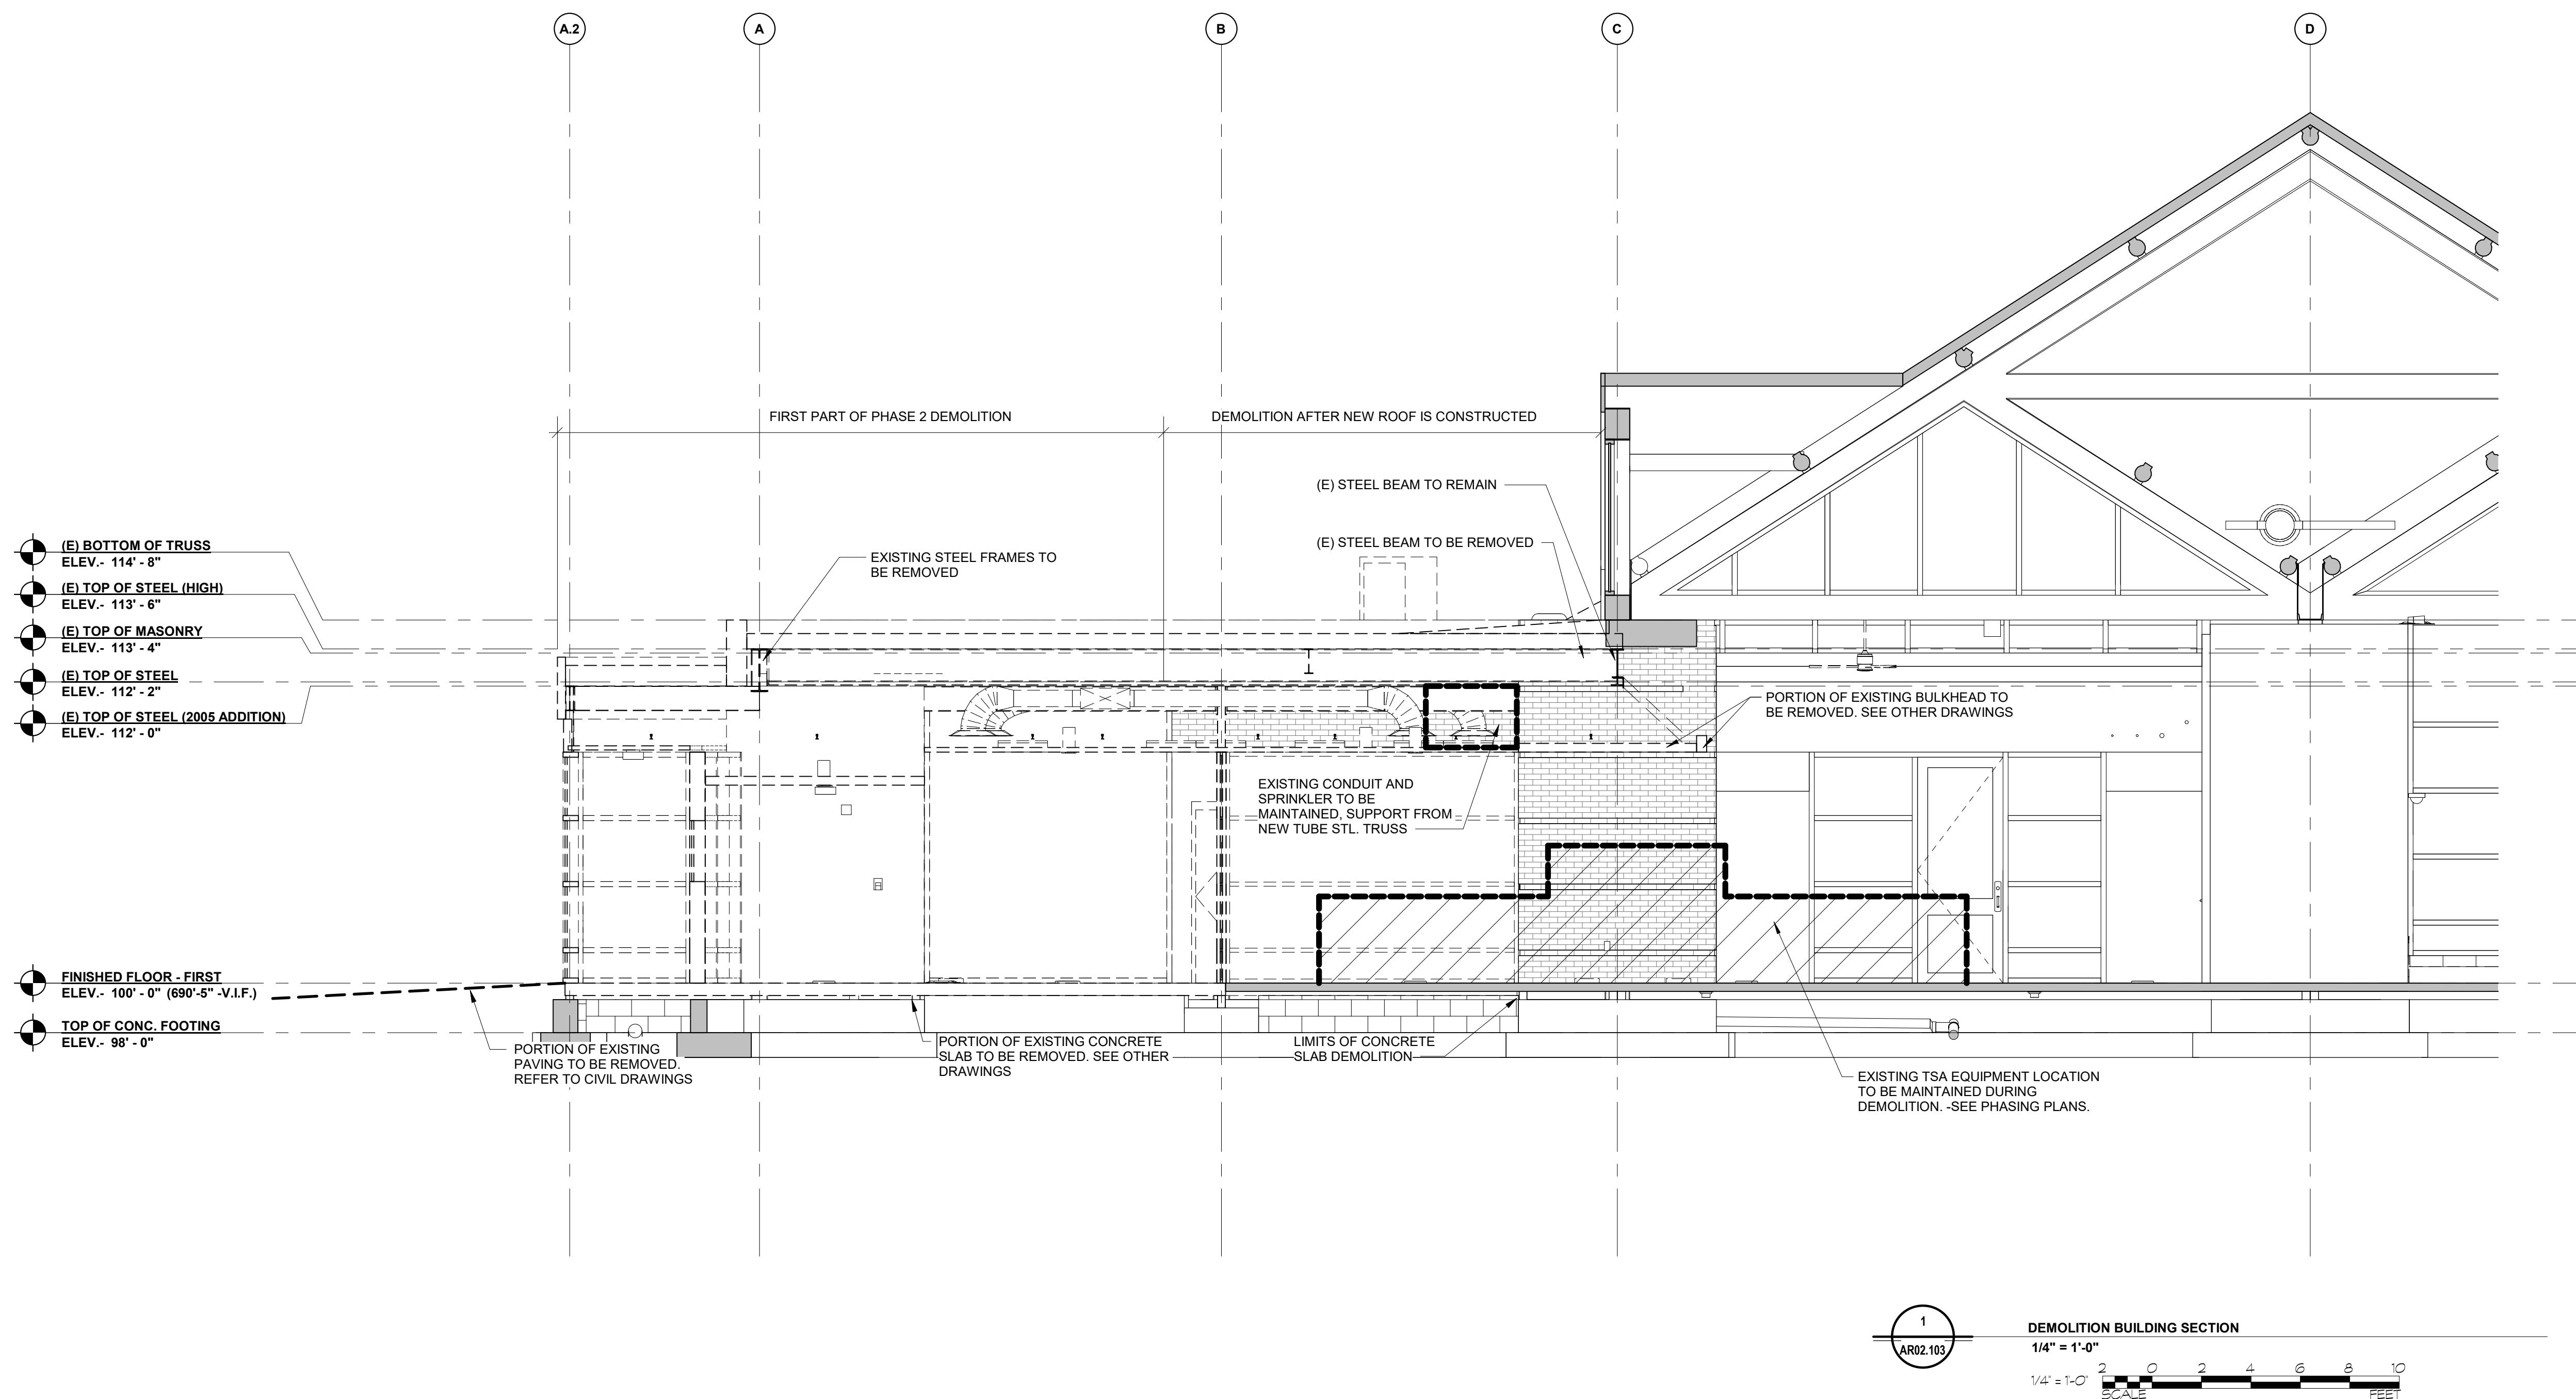 A.2
A
B
C
D
FIRST PART OF PHASE 2 DEMOLITION
DEMOLITION AFTER NEW ROOF IS CONSTRUCTED
(E) STEEL BEAM TO REMAIN
(E) STEEL BEAM TO BE REMOVED
EXISTING STEEL FRAMES TO
BE REMOVED
(E) BOTTOM OF TRUSS
ELEV.- 114' - 8"
(E) TOP OF STEEL (HIGH)
ELEV.- 113' - 6"
(E) TOP OF MASONRY
ELEV.- 113' - 4"
(E) TOP OF STEEL
ELEV.- 112' - 2"
(E) TOP OF STEEL (2005 ADDITION)
ELEV.- 112' - 0"
PORTION OF EXISTING BULKHEAD TO
BE REMOVED. SEE OTHER DRAWINGS
EXISTING CONDUIT AND
SPRINKLER TO BE
MAINTAINED, SUPPORT FROM
NEW TUBE STL. TRUSS
FINISHED FLOOR - FIRST
ELEV.- 100' - 0" (690'-5" -V.I.F.)
TOP OF CONC. FOOTING
ELEV.- 98' - 0"
PORTION OF EXISTING
PAVING TO BE REMOVED.
REFER TO CIVIL DRAWINGS
PORTION OF EXISTING CONCRETE
SLAB TO BE REMOVED. SEE OTHER
DRAWINGS
LIMITS OF CONCRETE
SLAB DEMOLITION
EXISTING TSA EQUIPMENT LOCATION
TO BE MAINTAINED DURING
DEMOLITION. -SEE PHASING PLANS.
1
AR02.103
DEMOLITION BUILDING SECTION
1/4" = 1'-0"
2 0 2 4 6 8 10
1/4" = 1'-0"
SCALE FEET